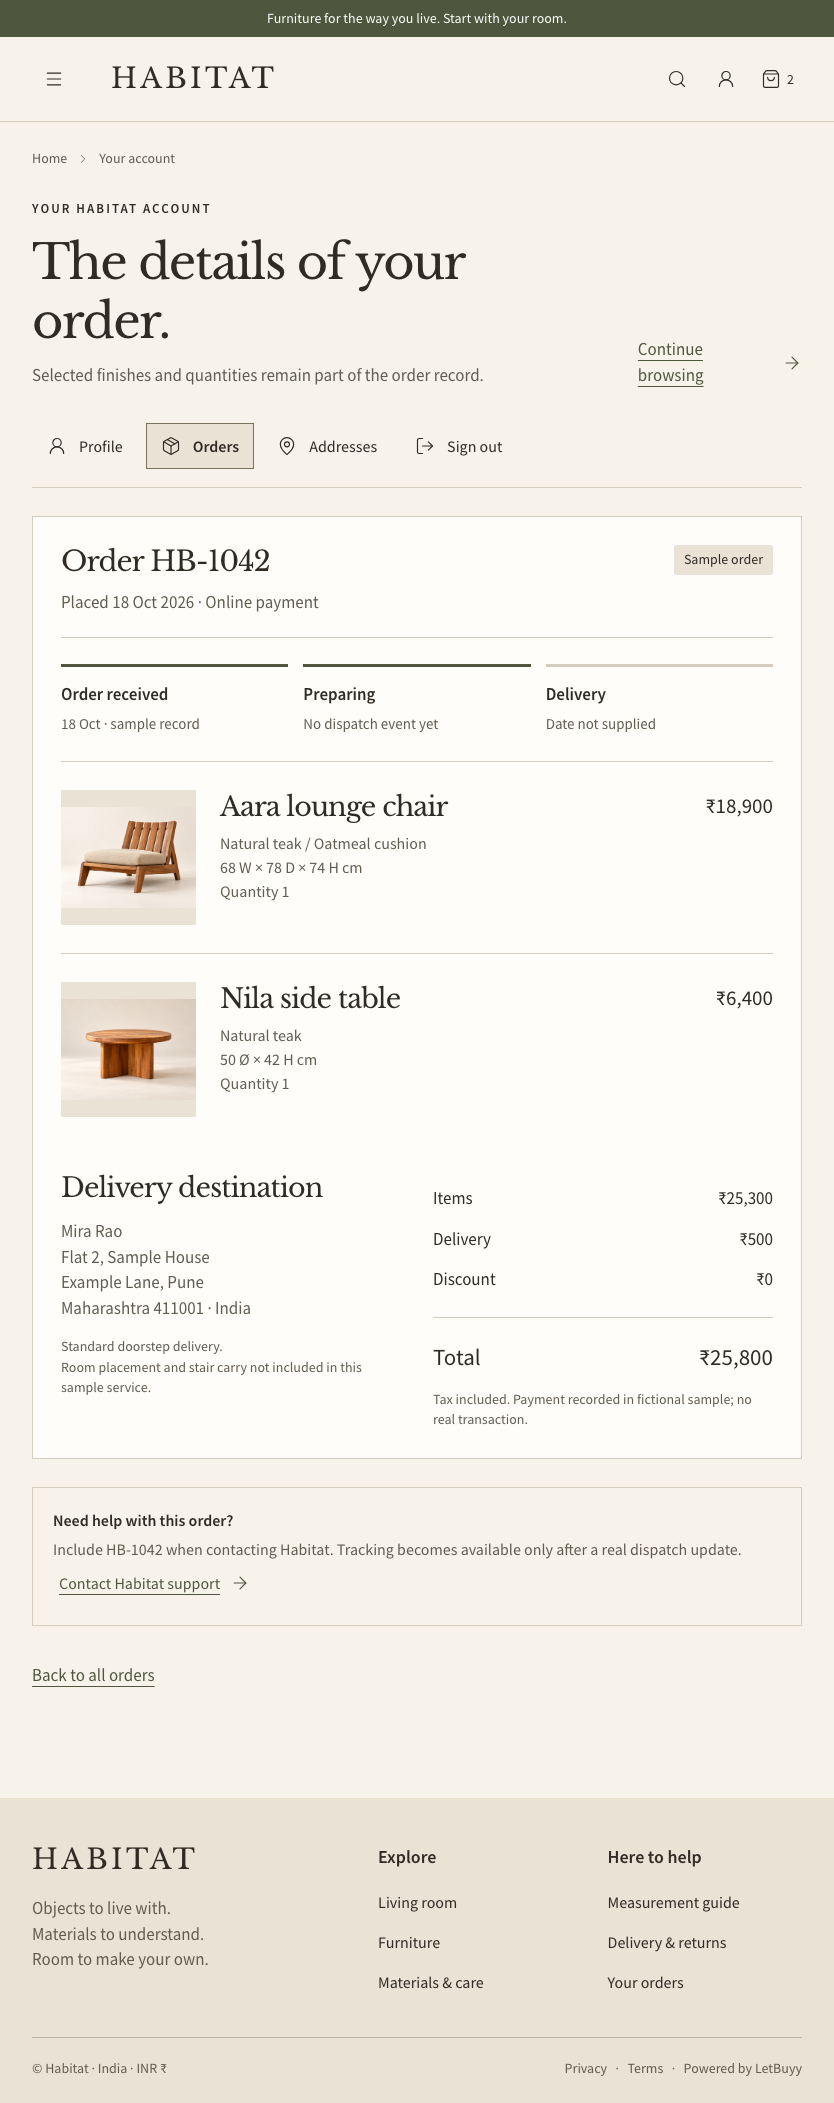 Furniture for the way you live. Start with your room.
HABITAT
2
Home
Your account
YOUR HABITAT ACCOUNT
The details of your
order.
Selected finishes and quantities remain part of the order record.
Continue
browsing
Profile
Orders
Addresses
Sign out
Order HB-1042
Sample order
Placed 18 Oct 2026 · Online payment
Order received
18 Oct · sample record
Preparing
No dispatch event yet
Delivery
Date not supplied
Aara lounge chair
₹18,900
Natural teak / Oatmeal cushion
68 W × 78 D × 74 H cm
Quantity 1
Nila side table
₹6,400
Natural teak
50 Ø × 42 H cm
Quantity 1
Delivery destination
Mira Rao
Flat 2, Sample House
Example Lane, Pune
Maharashtra 411001 · India
Standard doorstep delivery.
Room placement and stair carry not included in this
sample service.
Items ₹25,300
Delivery ₹500
Discount ₹0
Total ₹25,800
Tax included. Payment recorded in fictional sample; no
real transaction.
Need help with this order?
Include HB-1042 when contacting Habitat. Tracking becomes available only after a real dispatch update.
Contact Habitat support
Back to all orders
HABITAT
Objects to live with.
Materials to understand.
Room to make your own.
Explore
Living room
Furniture
Materials & care
Here to help
Measurement guide
Delivery & returns
Your orders
© Habitat · India · INR ₹
Privacy · Terms · Powered by LetBuyy